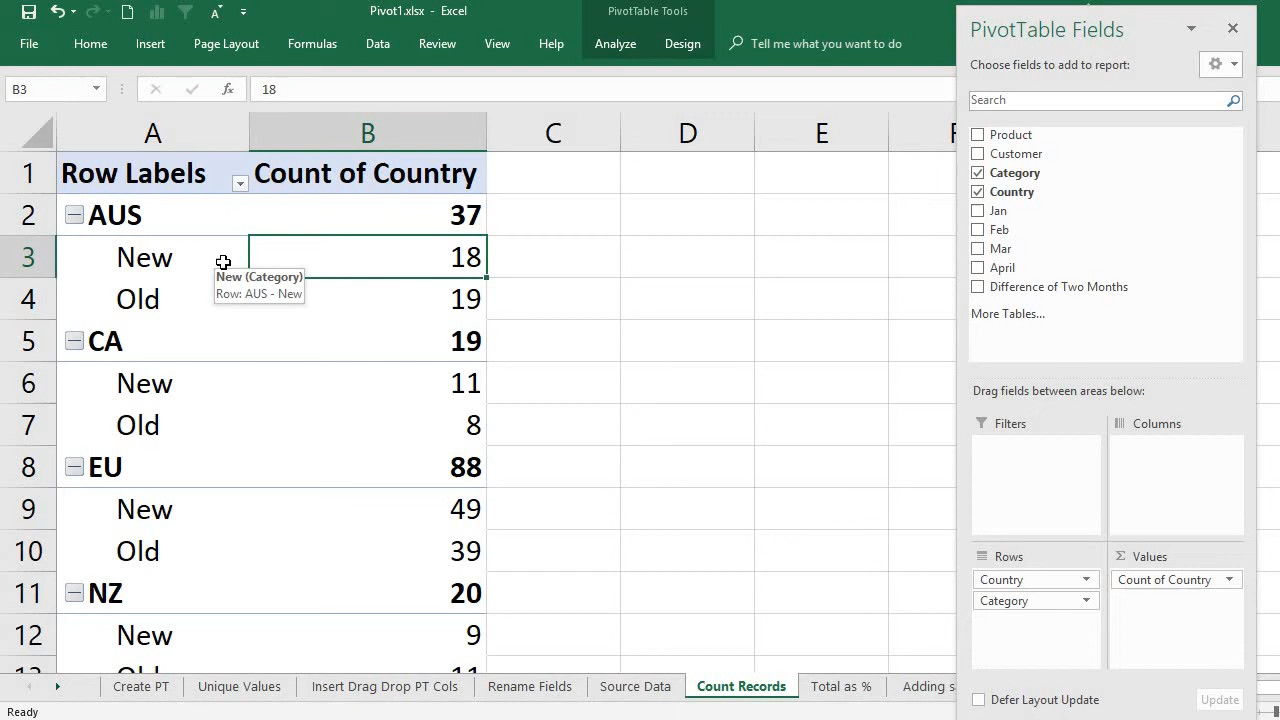 Pivot1.xlsx - Excel
PivotTable Tools
File Home Insert Page Layout Formulas Data Review View Help Analyze Design Tell me what you want to do
B3 fx 18
A B C D E F
1 Row Labels Count of Country
2 AUS 37
3 New 18
New (Category)
Row: AUS - New
4 Old 19
5 CA 19
6 New 11
7 Old 8
8 EU 88
9 New 49
10 Old 39
11 NZ 20
12 New 9
13 Old 11
Create PT Unique Values Insert Drag Drop PT Cols Rename Fields Source Data Count Records Total as %
Ready
PivotTable Fields
Choose fields to add to report:
Search
Product
Customer
Category
Country
Jan
Feb
Mar
April
Difference of Two Months
More Tables...
Drag fields between areas below:
Filters Columns
Rows Σ Values
Country Count of Country
Category
Defer Layout Update Update